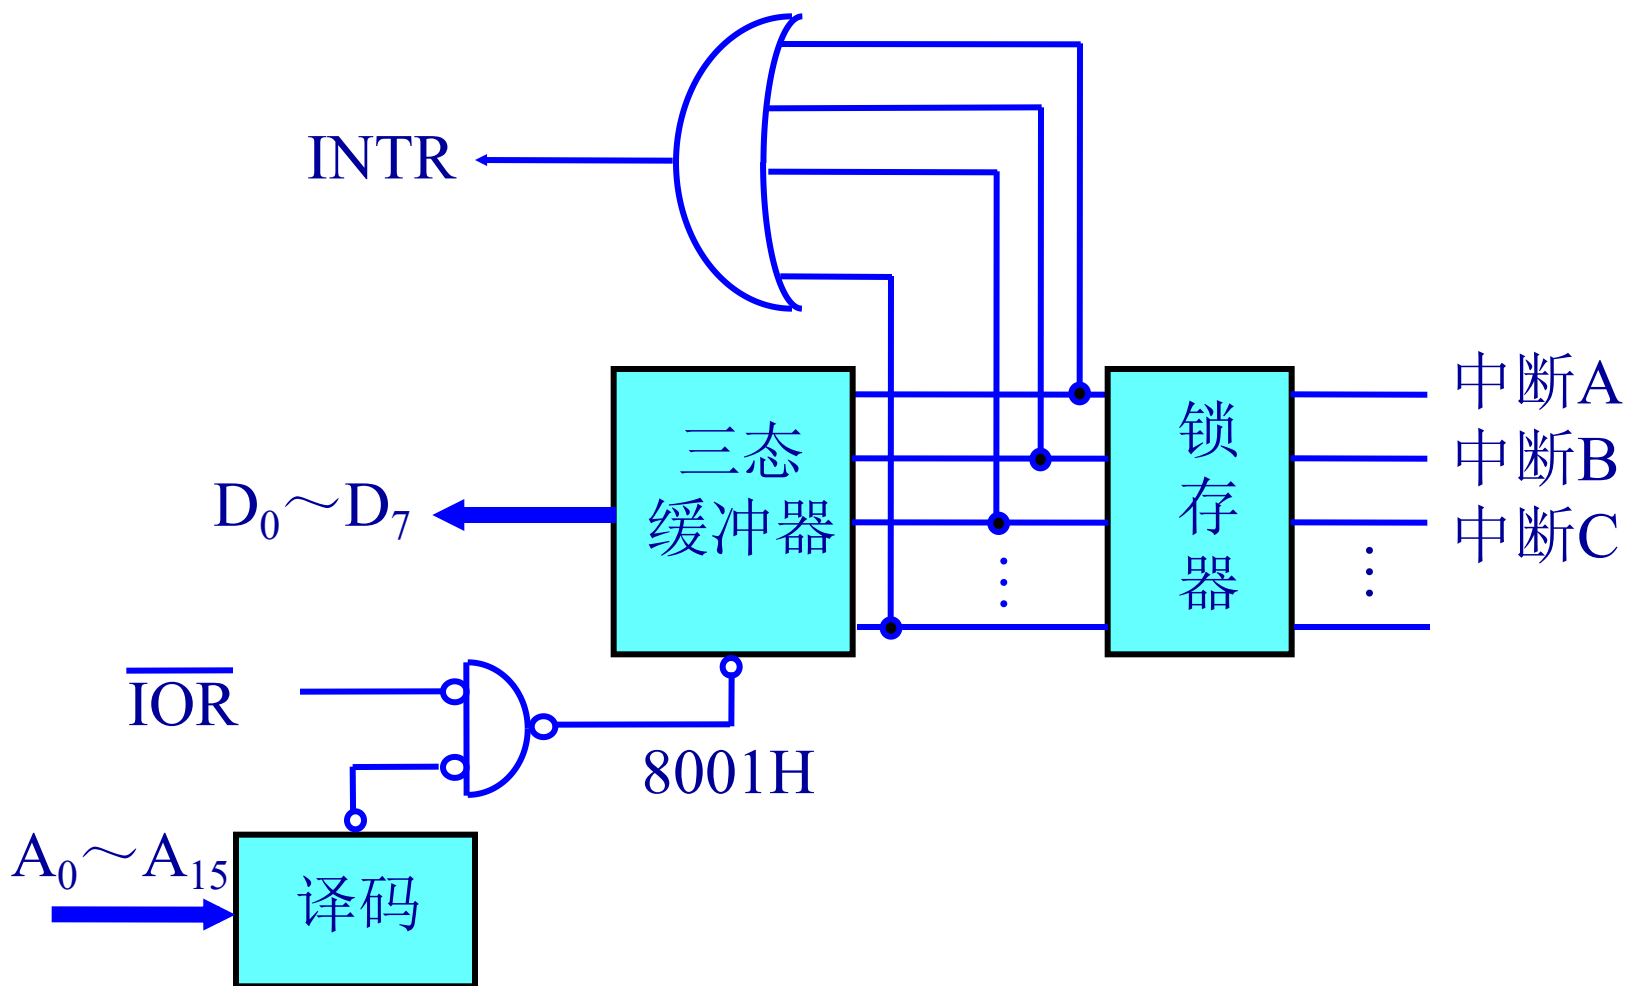 INTR
中断A
中断B
中断C
三态
缓冲器
锁
存
器
D₀～D₇
I̅O̅R̅
8001H
A₀～A₁₅
译码